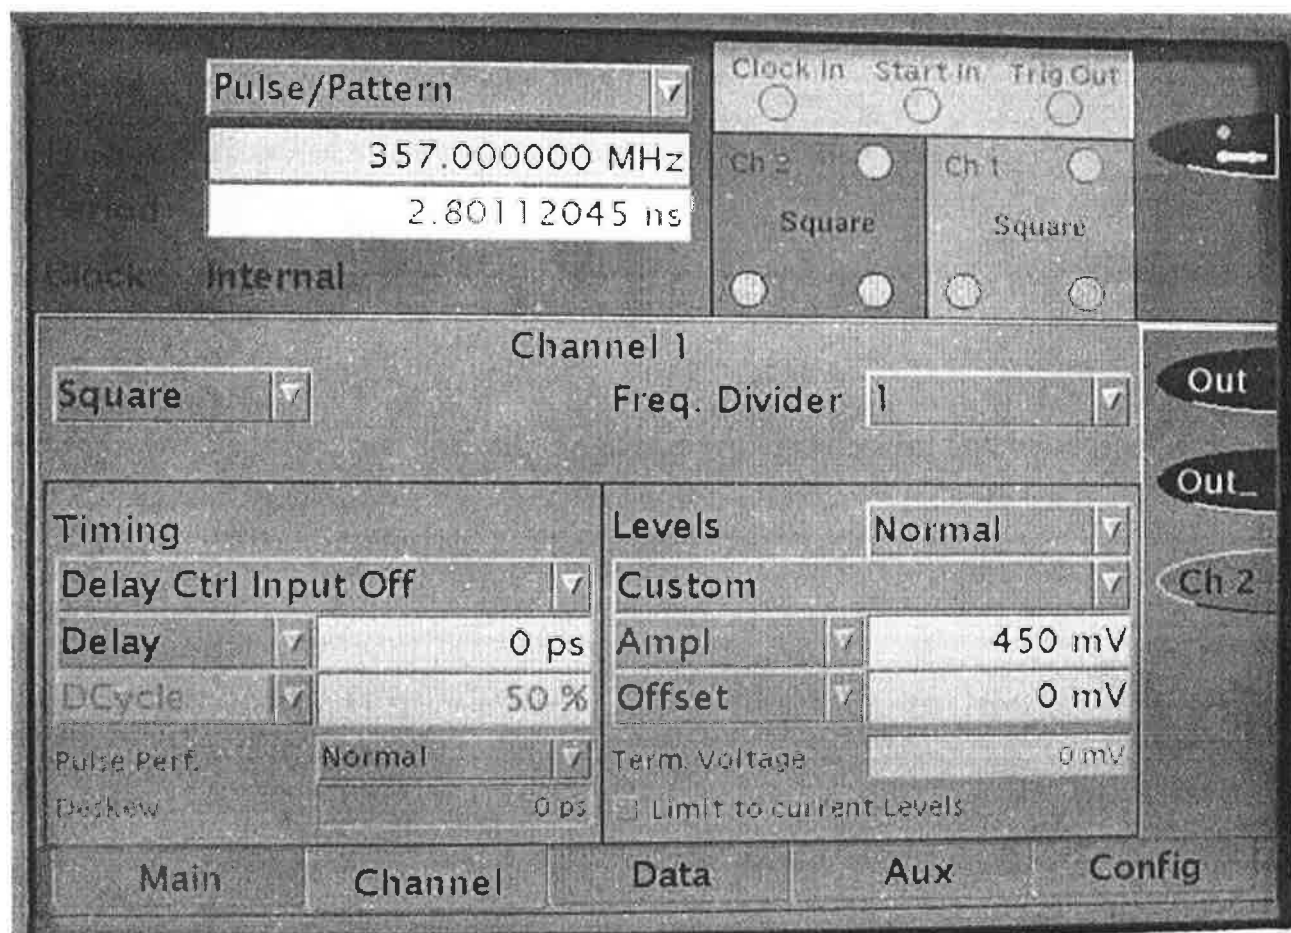 Pulse/Pattern
Clock In Start In Trig Out
357.000000 MHz
Ch 2 Ch 1
Period
2.80112045 ns
Square Square
Clock Internal
Channel 1
Square Freq. Divider 1
Out
Out_
Timing Levels Normal
Delay Ctrl Input Off Custom
Ch 2
Delay 0 ps Ampl 450 mV
DCycle 50 % Offset 0 mV
Pulse Perf. Normal Term. Voltage 0 mV
Deskew 0 ps Limit to current Levels
Main Channel Data Aux Config